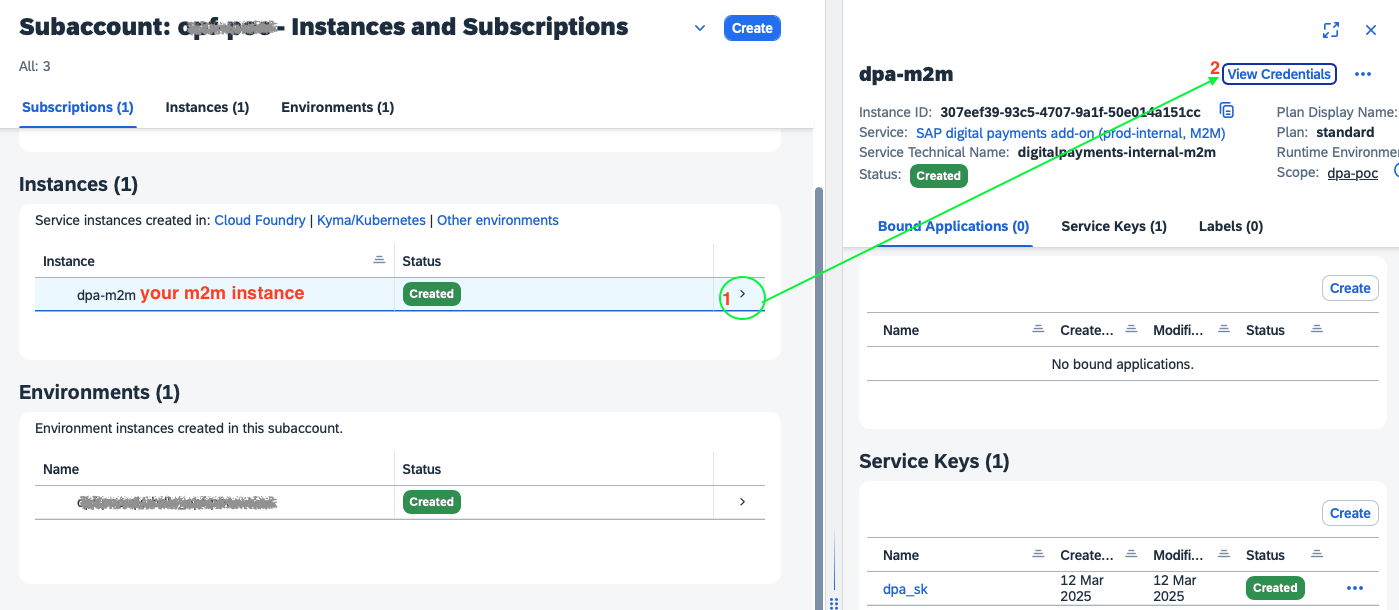 Subaccount: - Instances and Subscriptions
Create
All: 3
Subscriptions (1) Instances (1) Environments (1)
Instances (1)
Service instances created in: Cloud Foundry | Kyma/Kubernetes | Other environments
Instance Status
dpa-m2m your m2m instance Created 1
Environments (1)
Environment instances created in this subaccount.
Name Status
Created
dpa-m2m
2 View Credentials
Instance ID: 307eef39-93c5-4707-9a1f-50e014a151cc
Plan Display Name:
Service: SAP digital payments add-on (prod-internal, M2M)
Plan: standard
Service Technical Name: digitalpayments-internal-m2m
Status: Created
Scope: dpa-poc
Bound Applications (0) Service Keys (1) Labels (0)
Create
Name Create... Modifi... Status
No bound applications.
Service Keys (1)
Create
Name Create... Modifi... Status
dpa_sk 12 Mar 2025 12 Mar 2025 Created